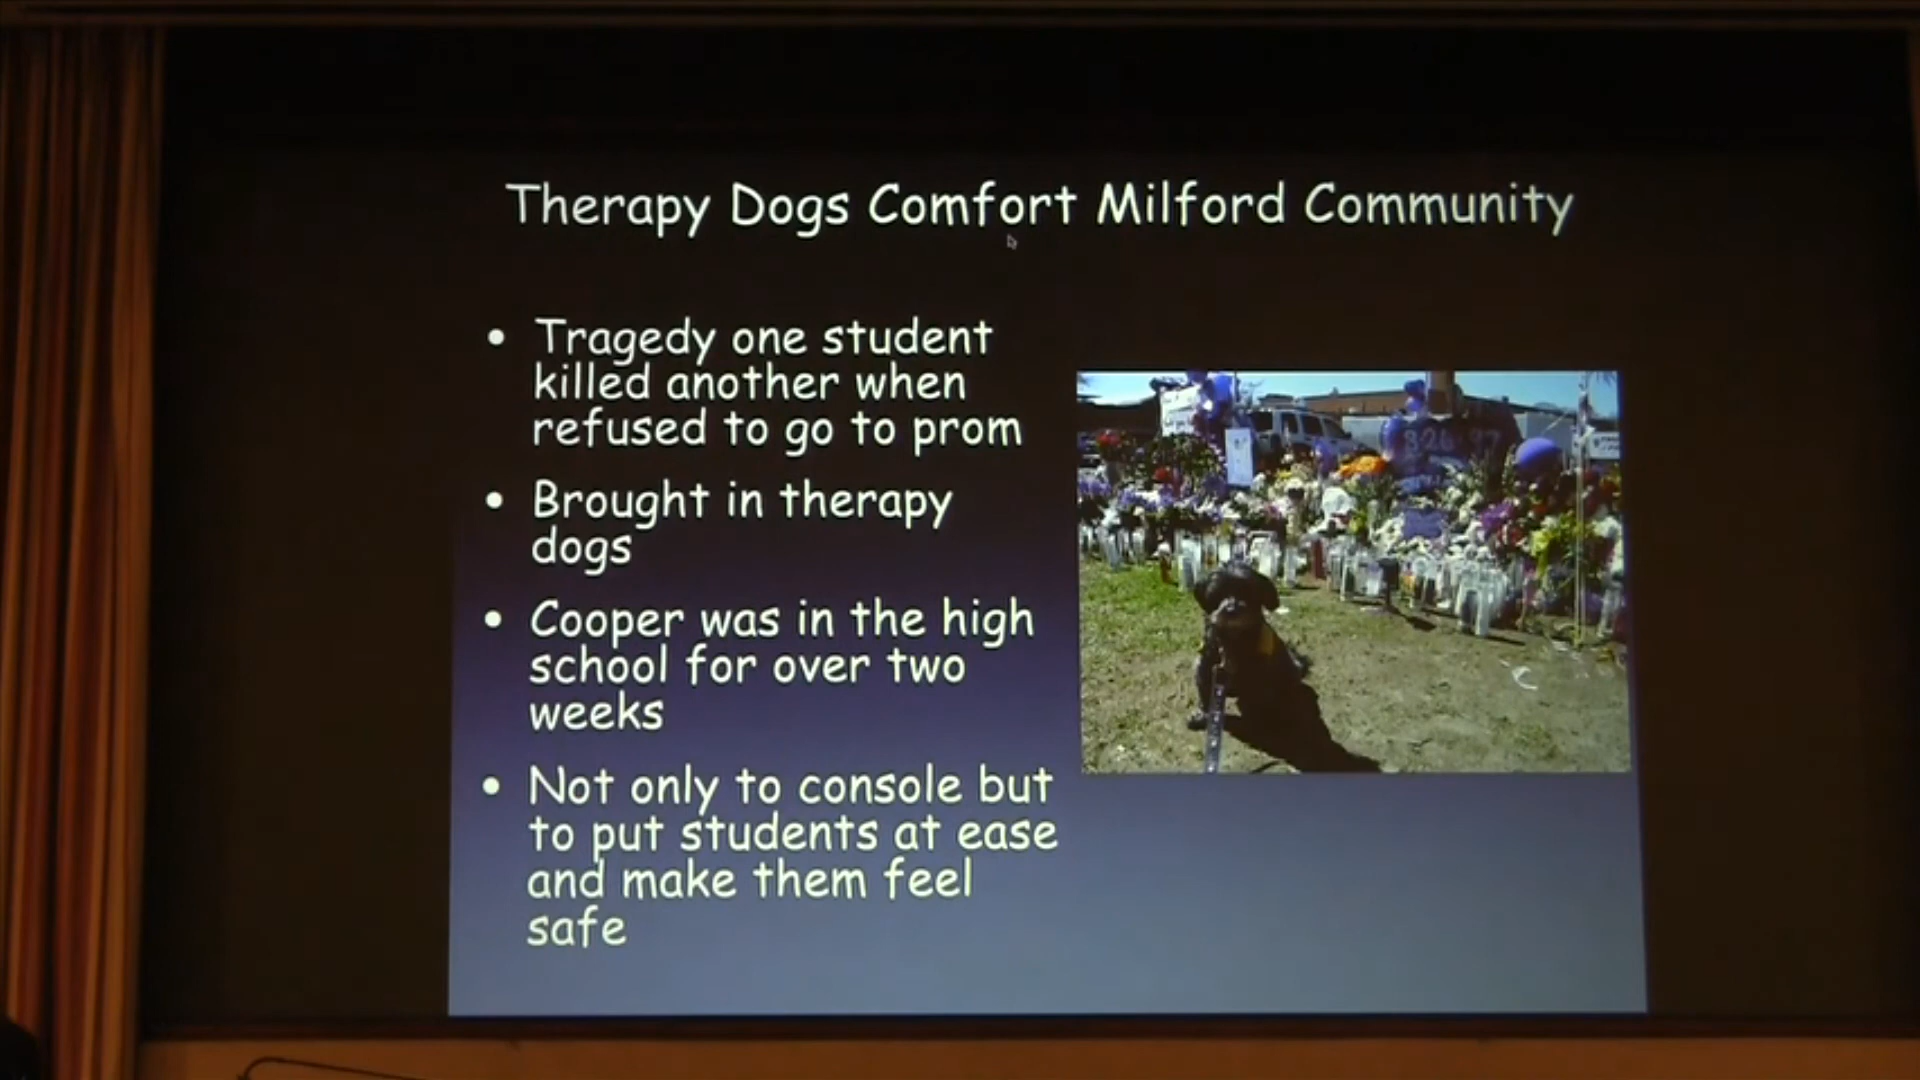 Therapy Dogs Comfort Milford Community
• Tragedy one student
killed another when
refused to go to prom
• Brought in therapy
dogs
• Cooper was in the high
school for over two
weeks
• Not only to console but
to put students at ease
and make them feel
safe